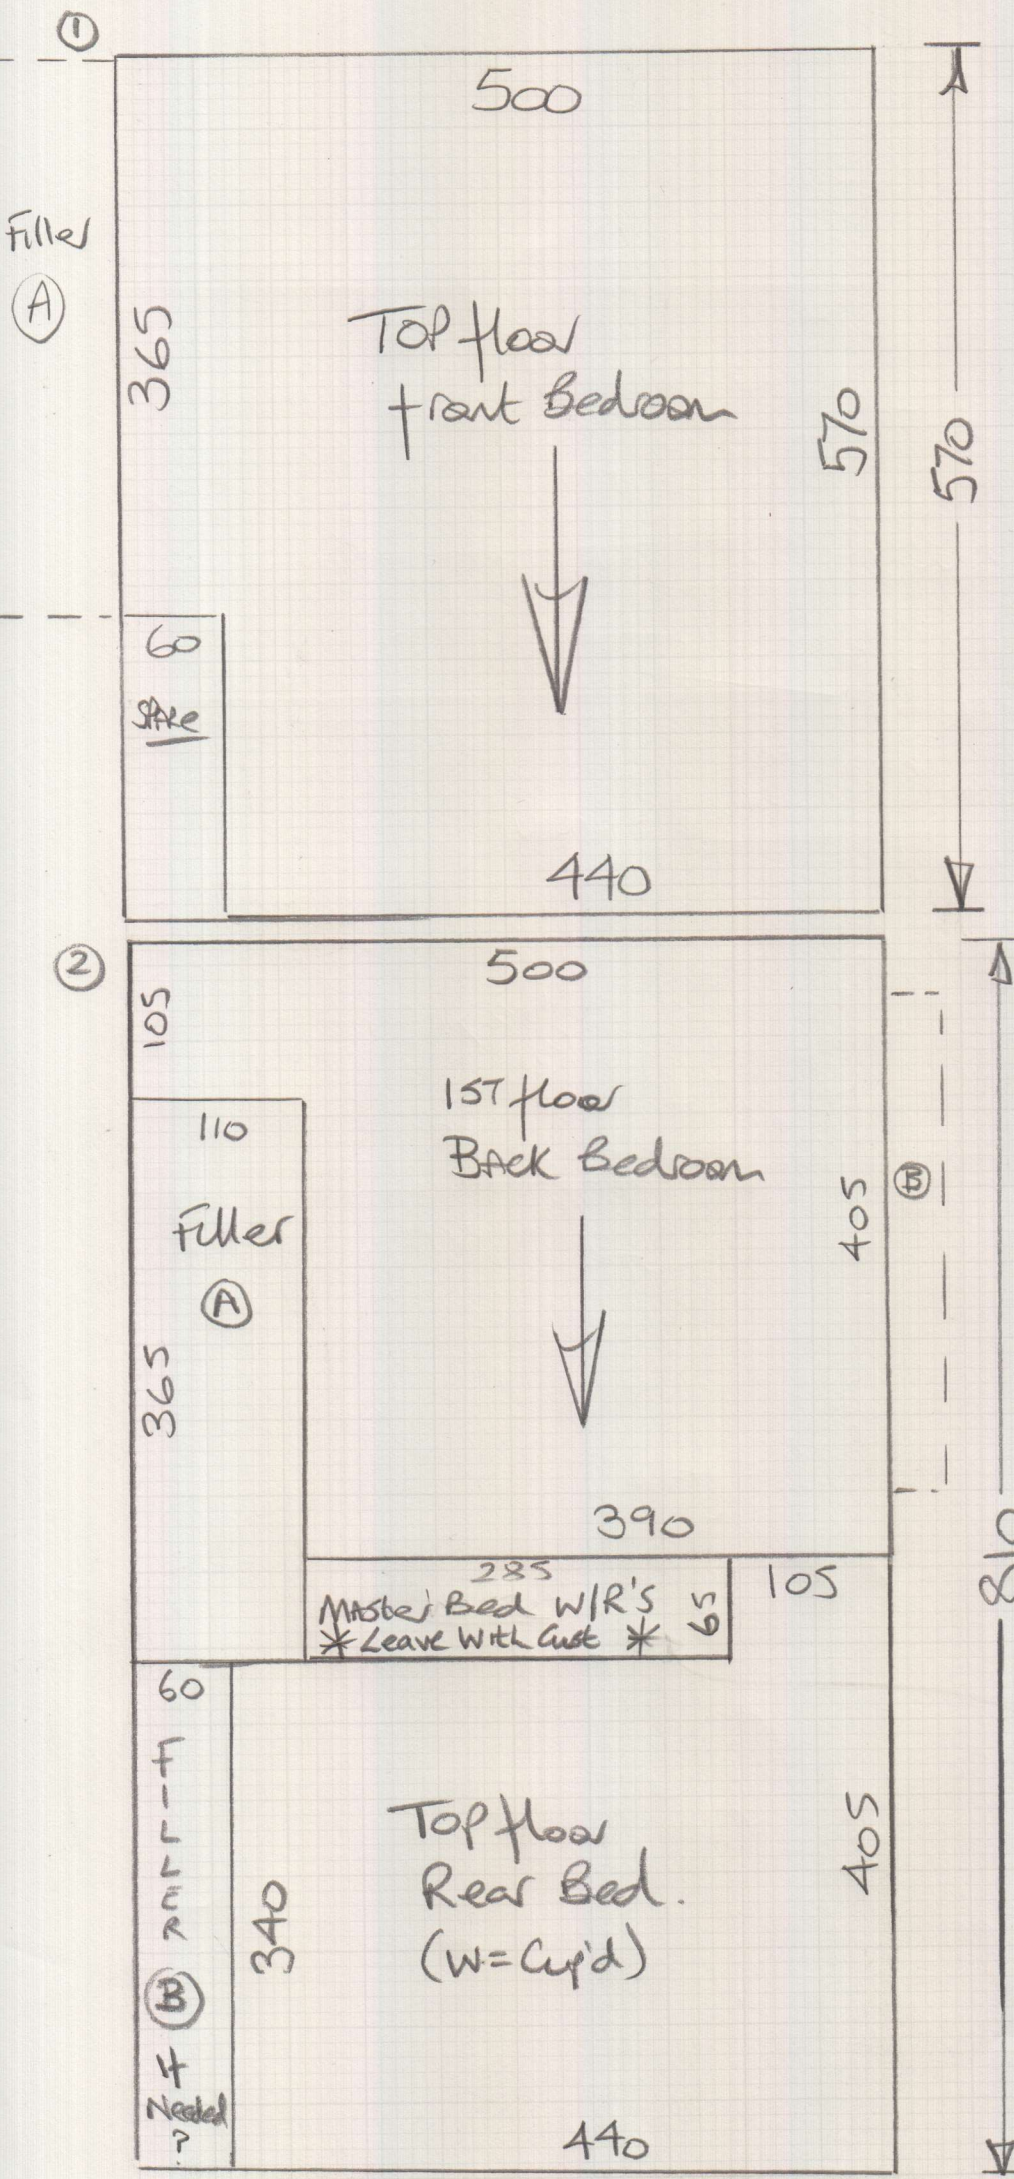 ①
500
Filler
Ⓐ
365
Top floor
front Bedroom
570
570
60
SPARE
440
②
500
105
1ST floor
BACK Bedroom
110
Filler
Ⓐ
405
Ⓑ
365
390
285
105
Master Bed W/R's
65
* Leave With Cust *
810
60
FILLER
Ⓑ
If
Needed
?
340
Top floor
Rear Bed.
(W=Cup'd)
405
440